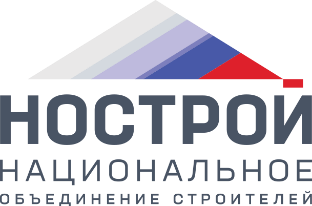 НОСТРОЙ
НАЦИОНАЛЬНОЕ
ОБЪЕДИНЕНИЕ СТРОИТЕЛЕЙ